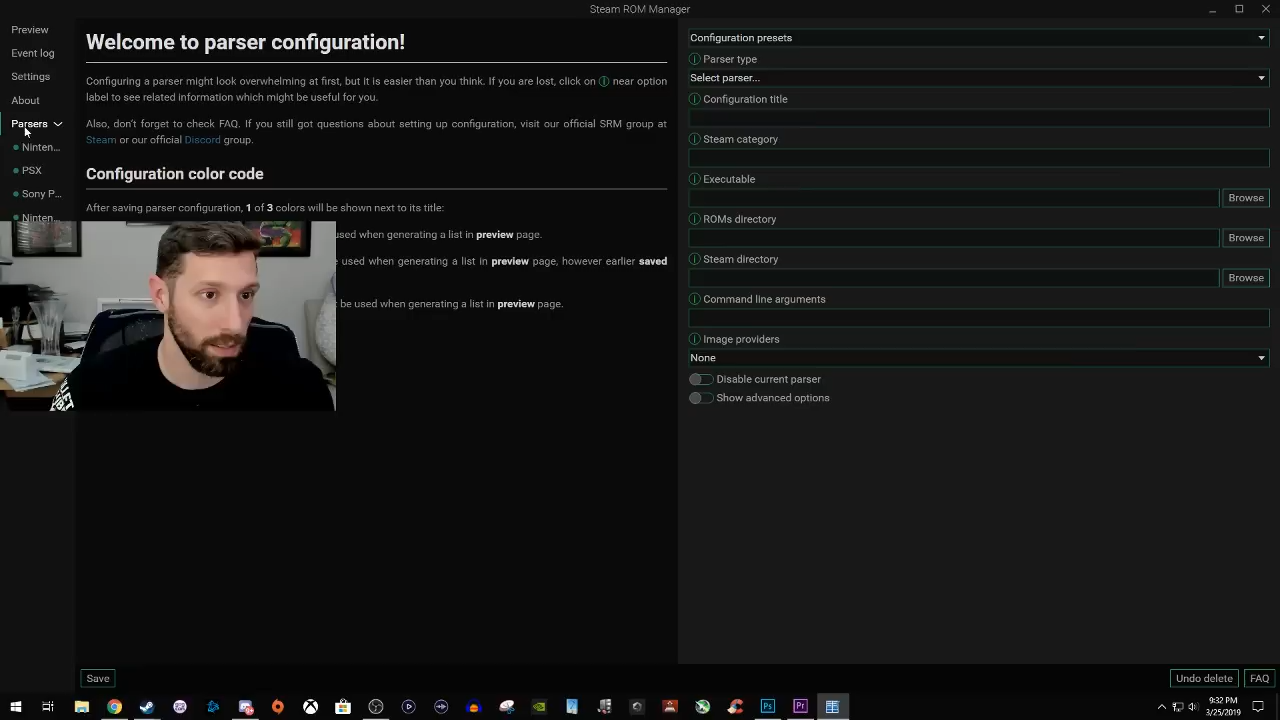 Steam ROM Manager
Preview
Event log
Settings
About
Parsers
Ninten...
PSX
Sony P...
Ninten...
Welcome to parser configuration!
Configuring a parser might look overwhelming at first, but it is easier than you think. If you are lost, click on ⓘ near option
label to see related information which might be useful for you.
Also, don't forget to check FAQ. If you still got questions about setting up configuration, visit our official SRM group at
Steam or our official Discord group.
Configuration color code
After saving parser configuration, 1 of 3 colors will be shown next to its title:
used when generating a list in preview page.
e used when generating a list in preview page, however earlier saved
t be used when generating a list in preview page.
Configuration presets
Parser type
Select parser...
Configuration title
Steam category
Executable
Browse
ROMs directory
Browse
Steam directory
Browse
Command line arguments
Image providers
None
Disable current parser
Show advanced options
Save
Undo delete
FAQ
9:32 PM
3/25/2019